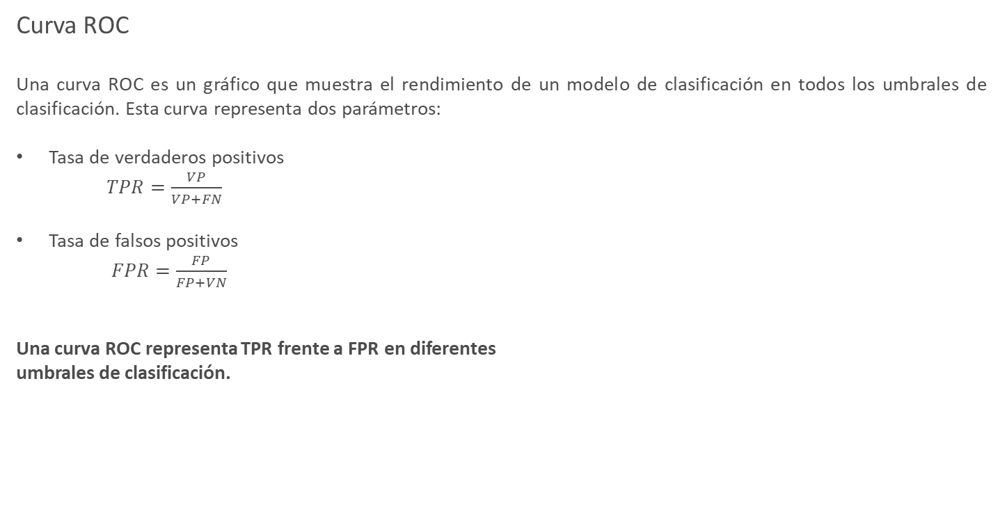 Curva ROC
Una curva ROC es un gráfico que muestra el rendimiento de un modelo de clasificación en todos los umbrales de
clasificación. Esta curva representa dos parámetros:
• Tasa de verdaderos positivos
TPR = VP / VP+FN
• Tasa de falsos positivos
FPR = FP / FP+VN
Una curva ROC representa TPR frente a FPR en diferentes
umbrales de clasificación.